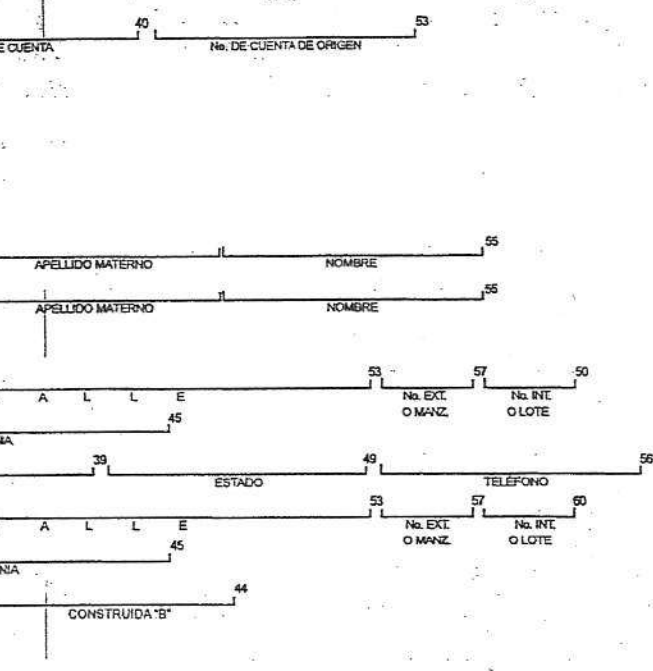 40 53
E CUENTA No. DE CUENTA DE ORIGEN
55
APELLIDO MATERNO NOMBRE
55
APELLIDO MATERNO NOMBRE
53 57 50
A L L E No. EXT. No. INT.
O MANZ. O LOTE
45
NIA
39 49 56
ESTADO TELÉFONO
53 57 60
A L L E No. EXT. No. INT.
O MANZ. O LOTE
45
NIA
44
CONSTRUIDA "B"